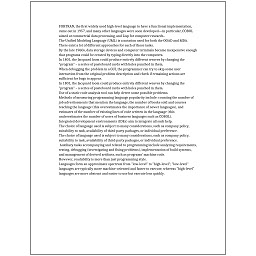 FORTRAN, the first widely used high-level language to have a functional implementation,
came out in 1957, and many other languages were soon developed—in particular, COBOL
aimed at commercial data processing, and Lisp for computer research.
The Unified Modeling Language (UML) is a notation used for both the OOAD and MDA.
There exist a lot of different approaches for each of those tasks.
By the late 1960s, data storage devices and computer terminals became inexpensive enough
that programs could be created by typing directly into the computers.
In 1801, the Jacquard loom could produce entirely different weaves by changing the
"program" – a series of pasteboard cards with holes punched in them.
When debugging the problem in a GUI, the programmer can try to skip some user
interaction from the original problem description and check if remaining actions are
sufficient for bugs to appear.
In 1801, the Jacquard loom could produce entirely different weaves by changing the
"program" – a series of pasteboard cards with holes punched in them.
Use of a static code analysis tool can help detect some possible problems.
Methods of measuring programming language popularity include: counting the number of
job advertisements that mention the language, the number of books sold and courses
teaching the language (this overestimates the importance of newer languages), and
estimates of the number of existing lines of code written in the language (this
underestimates the number of users of business languages such as COBOL).
Integrated development environments (IDEs) aim to integrate all such help.
The choice of language used is subject to many considerations, such as company policy,
suitability to task, availability of third-party packages, or individual preference.
The choice of language used is subject to many considerations, such as company policy,
suitability to task, availability of third-party packages, or individual preference.
Auxiliary tasks accompanying and related to programming include analyzing requirements,
testing, debugging (investigating and fixing problems), implementation of build systems,
and management of derived artifacts, such as programs' machine code.
However, readability is more than just programming style.
Languages form an approximate spectrum from "low-level" to "high-level"; "low-level"
languages are typically more machine-oriented and faster to execute, whereas "high-level"
languages are more abstract and easier to use but execute less quickly.